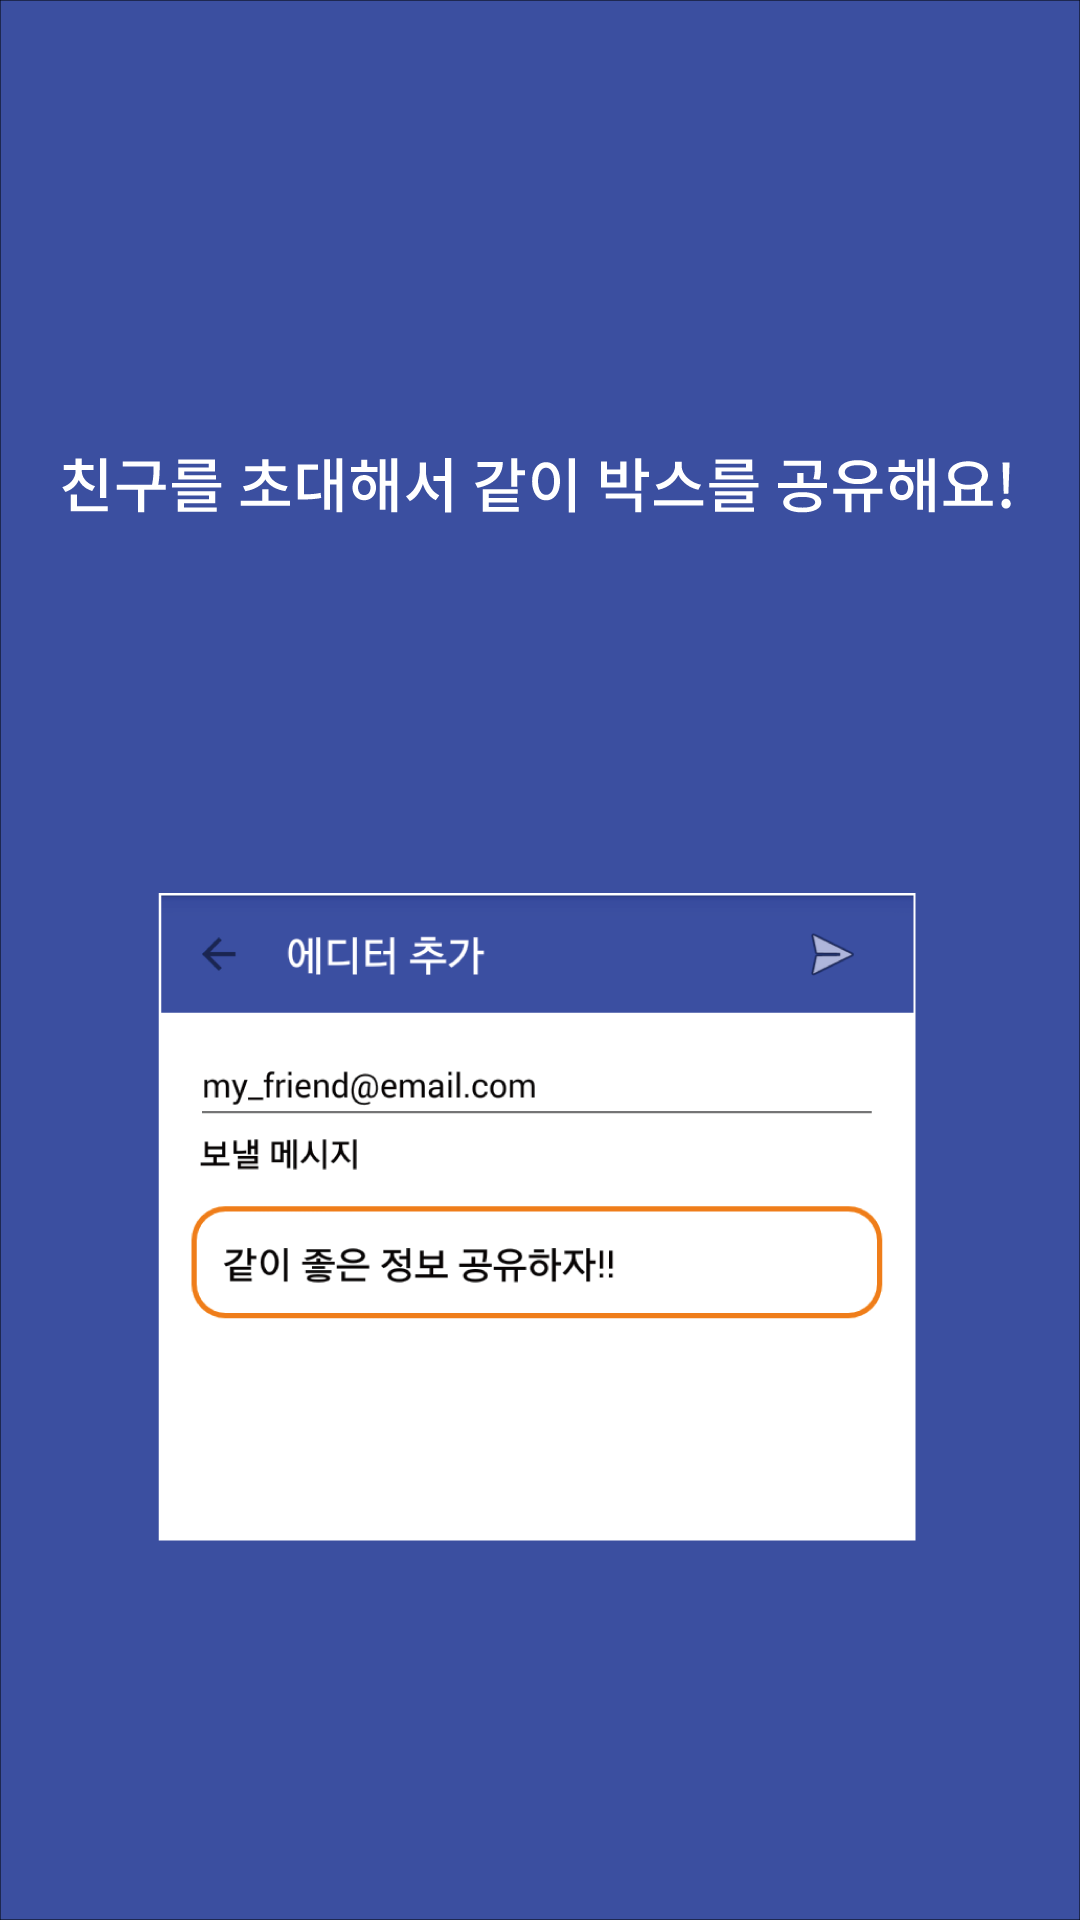 친구를 초대해서 같이 박스를 공유해요!
에디터 추가
my_friend@email.com
보낼 메시지
같이 좋은 정보 공유하자!!